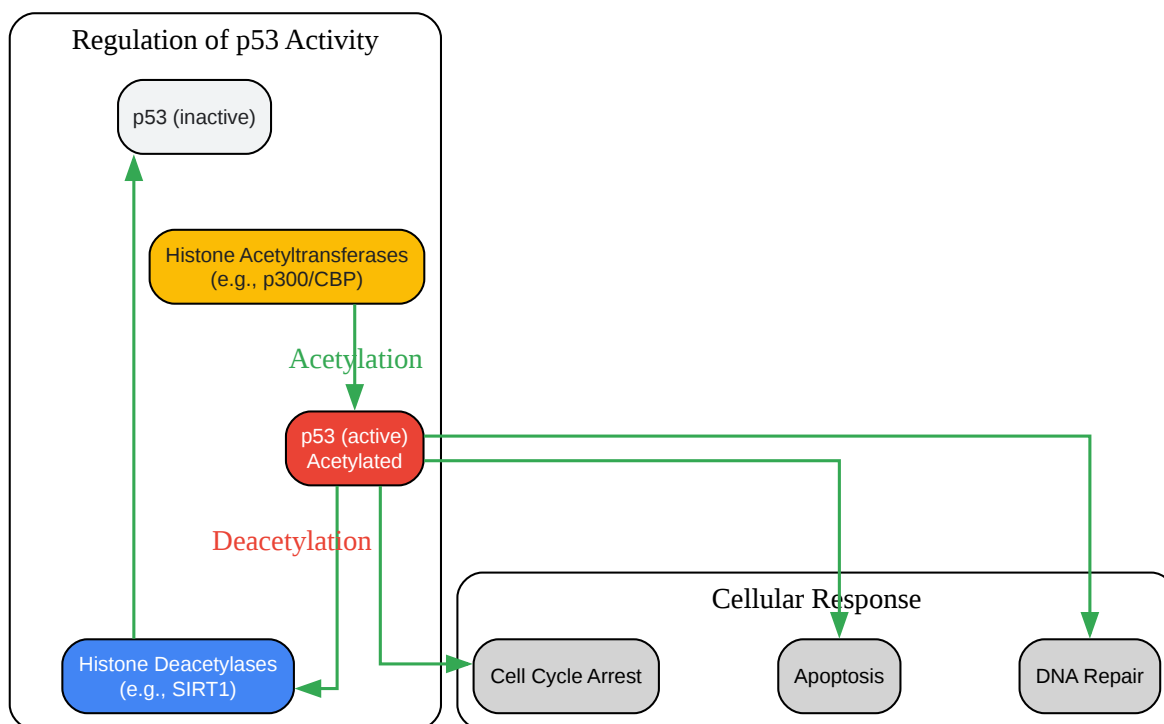 Regulation of p53 Activity
p53 (inactive)
Histone Acetyltransferases
(e.g., p300/CBP)
Acetylation
p53 (active)
Acetylated
Deacetylation
Cellular Response
Histone Deacetylases
(e.g., SIRT1)
Cell Cycle Arrest
Apoptosis
DNA Repair